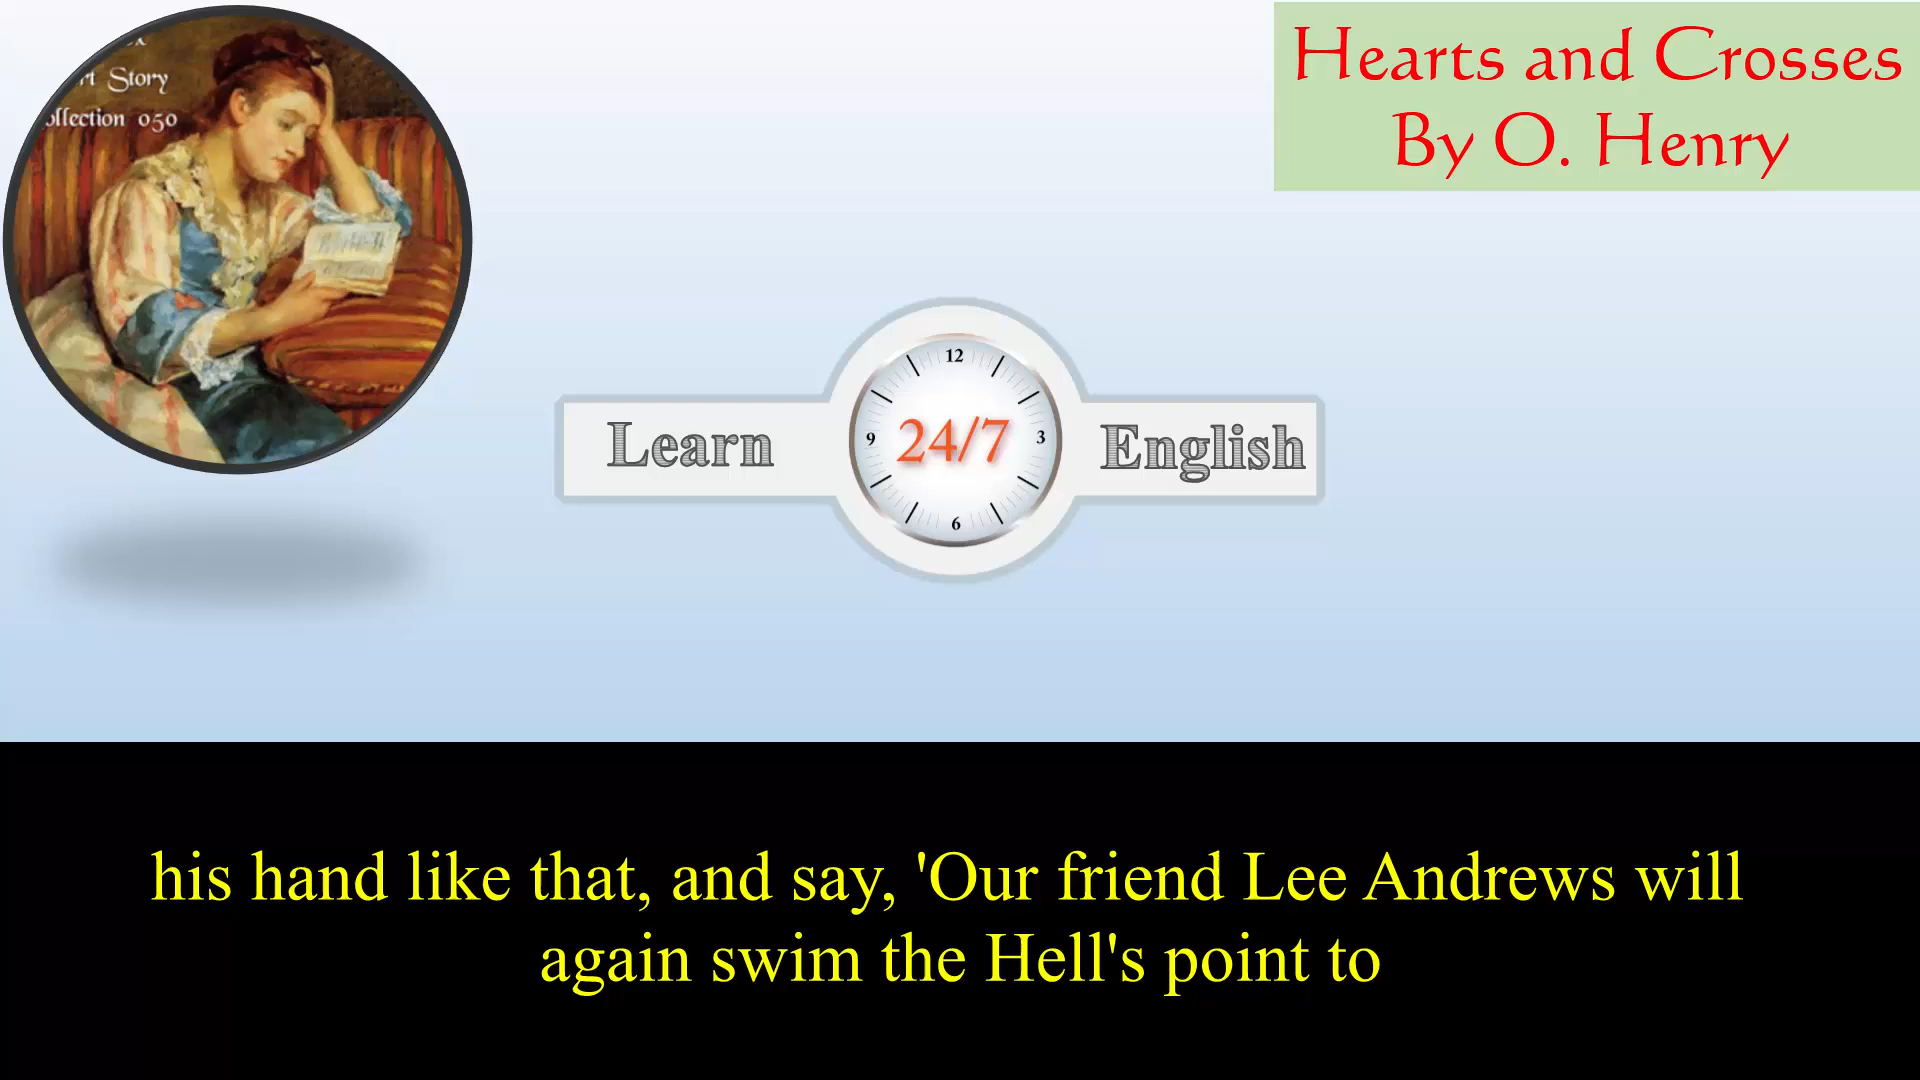 rt Story
ollection 050
Hearts and Crosses
By O. Henry
Learn 24/7 English
12
3
6
9
his hand like that, and say, 'Our friend Lee Andrews will
again swim the Hell's point to